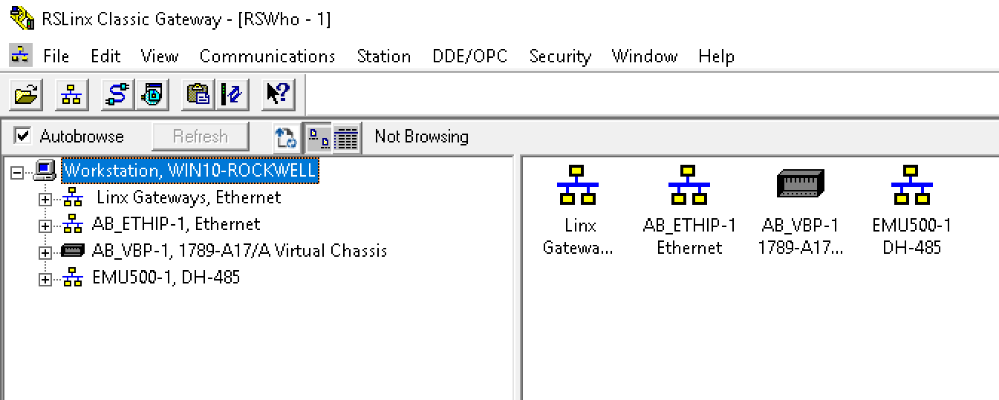 RSLinx Classic Gateway - [RSWho - 1]
File Edit View Communications Station DDE/OPC Security Window Help
Autobrowse Refresh Not Browsing
Workstation, WIN10-ROCKWELL
Linx Gateways, Ethernet
AB_ETHIP-1, Ethernet
AB_VBP-1, 1789-A17/A Virtual Chassis
EMU500-1, DH-485
Linx
Gatewa...
AB_ETHIP-1
Ethernet
AB_VBP-1
1789-A17...
EMU500-1
DH-485